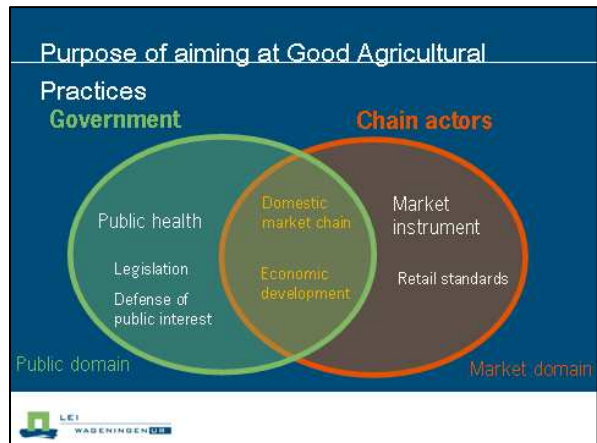 Purpose of aiming at Good Agricultural
Practices
Government
Chain actors
Public health
Legislation
Defense of
public interest
Domestic
market chain
Economic
development
Market
instrument
Retail standards
Public domain
Market domain
LEI
WAGENINGEN UR